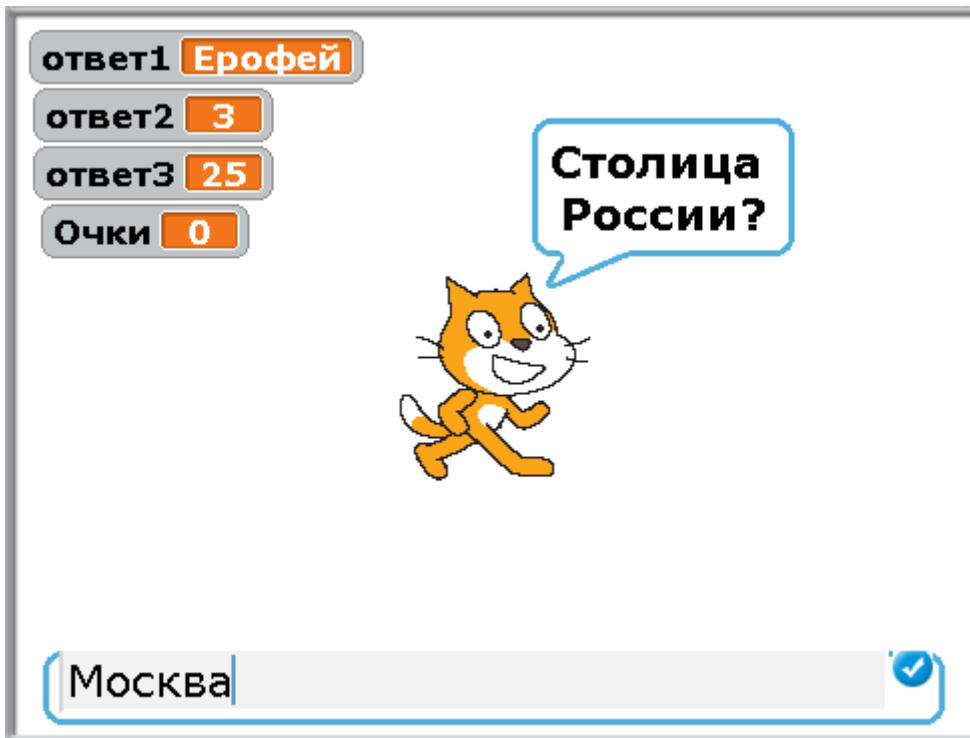 ответ1 Ерофей
ответ2 3
ответ3 25
Очки 0
Столица
России?
Москва